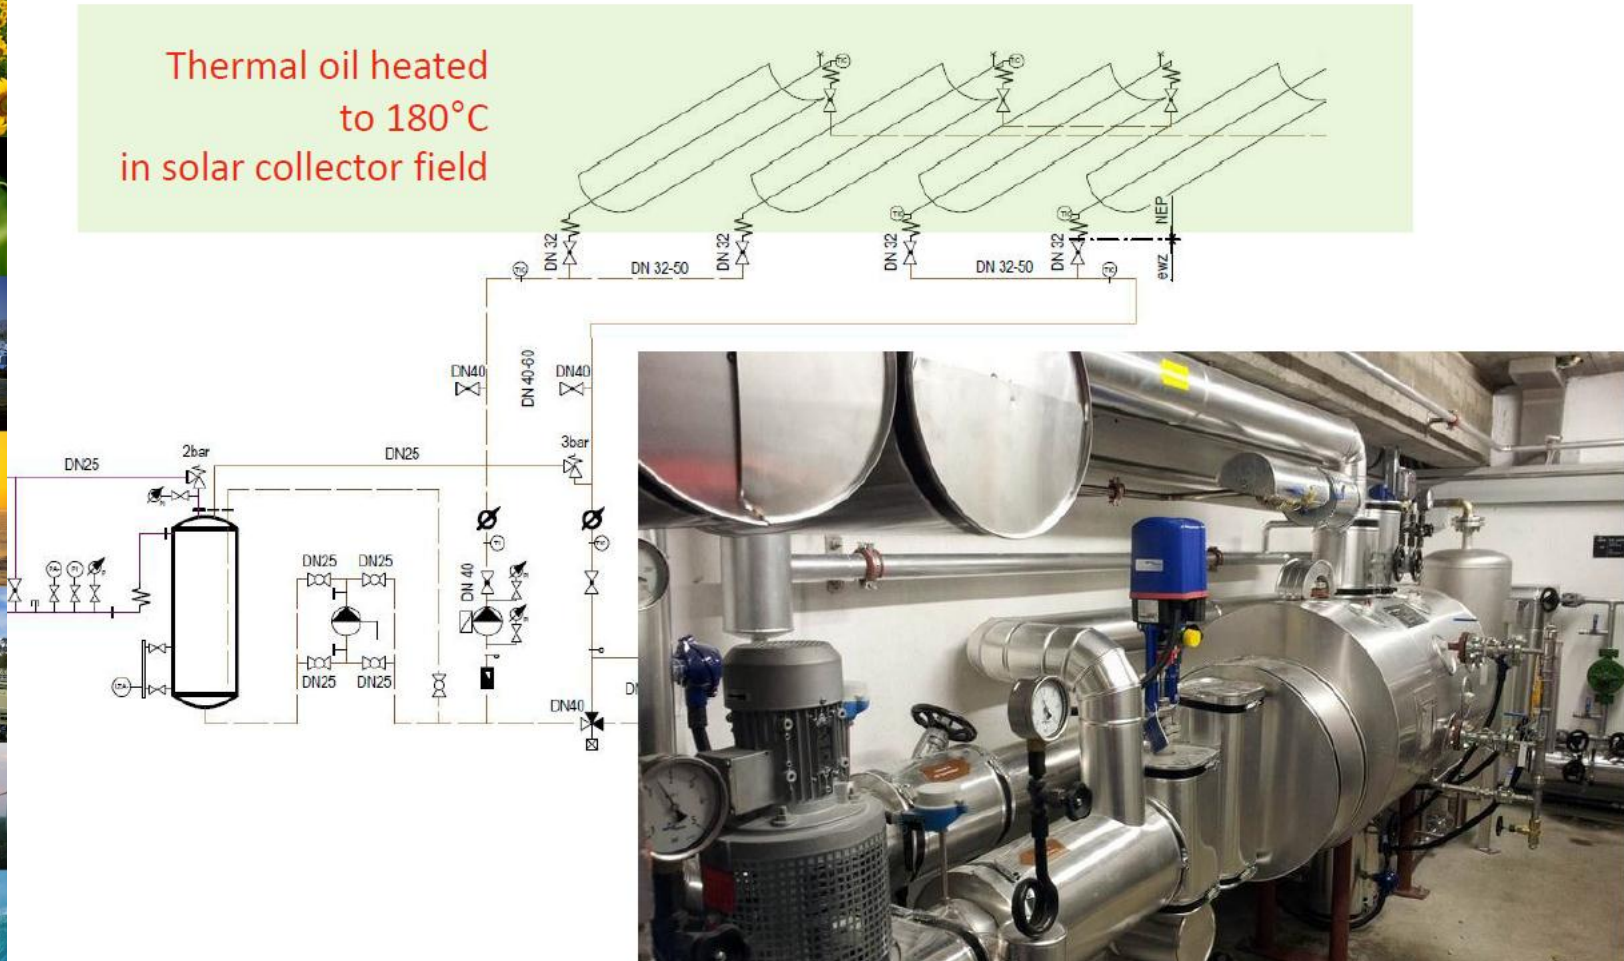 Thermal oil heated
to 180°C
in solar collector field
NEP
ewz
DN 32
DN 32-50
DN 32
DN 32
DN 32-50
DN 32
DN40
DN 40-60
DN40
DN25
2bar
DN25
3bar
DN25
DN25
DN 40
DN25
DN25
DN40